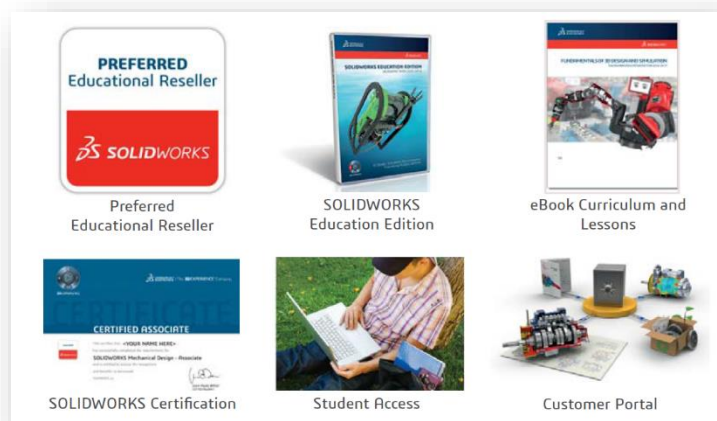 PREFERRED
Educational Reseller
SOLIDWORKS
Preferred
Educational Reseller
SOLIDWORKS EDUCATION EDITION
SOLIDWORKS
Education Edition
FUNDAMENTALS OF 3D DESIGN AND SIMULATION
eBook Curriculum and
Lessons
CERTIFICATE
CERTIFIED ASSOCIATE
<YOUR NAME HERE>
SOLIDWORKS Mechanical Design - Associate
SOLIDWORKS Certification
Student Access
Customer Portal